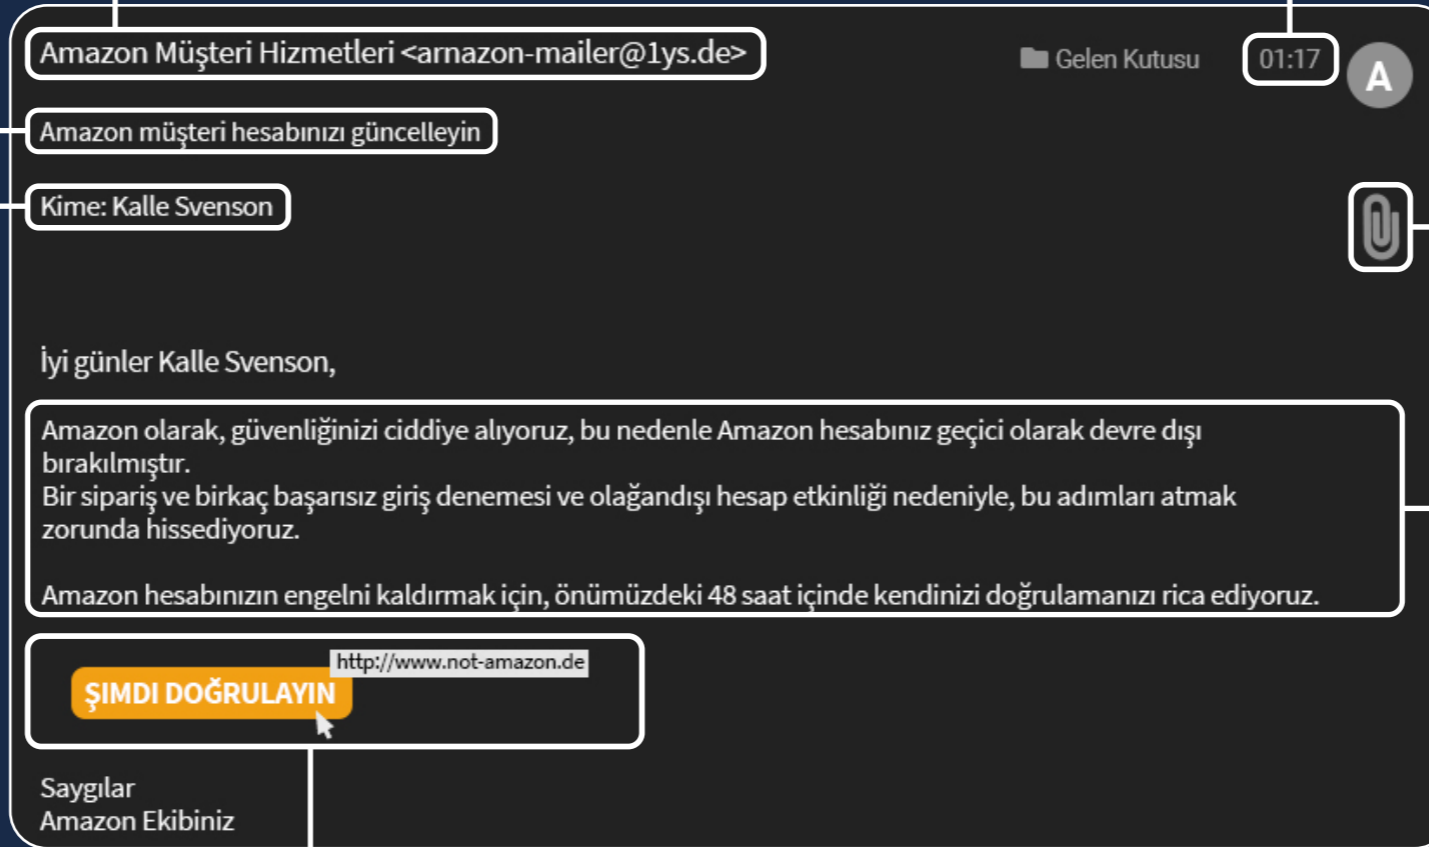 Amazon Müşteri Hizmetleri <arnazon-mailer@1ys.de>
Gelen Kutusu
01:17
A
Amazon müşteri hesabınızı güncelleyin
Kime: Kalle Svenson
İyi günler Kalle Svenson,
Amazon olarak, güvenliğinizi ciddiye alıyoruz, bu nedenle Amazon hesabınız geçici olarak devre dışı
bırakılmıştır.
Bir sipariş ve birkaç başarısız giriş denemesi ve olağandışı hesap etkinliği nedeniyle, bu adımları atmak
zorunda hissediyoruz.
Amazon hesabınızın engelni kaldırmak için, önümüzdeki 48 saat içinde kendinizi doğrulamanızı rica ediyoruz.
http://www.not-amazon.de
ŞIMDI DOĞRULAYIN
Saygılar
Amazon Ekibiniz